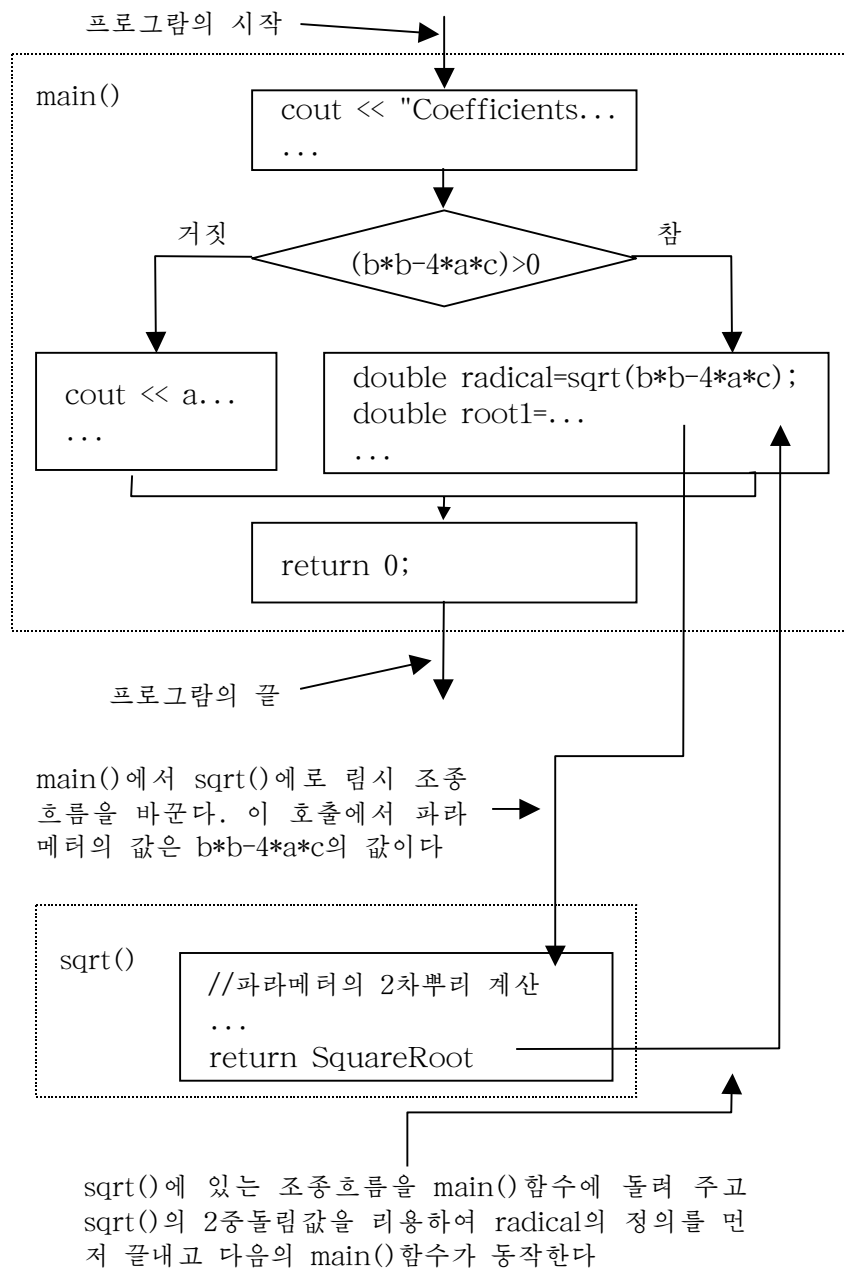 프로그람의 시작
main()
cout << "Coefficients...
...
거짓
참
(b*b-4*a*c)>0
cout << a...
...
double radical=sqrt(b*b-4*a*c);
double root1=...
...
return 0;
프로그람의 끝
main()에서 sqrt()에로 림시 조종
흐름을 바꾼다. 이 호출에서 파라
메터의 값은 b*b-4*a*c의 값이다
sqrt()
//파라메터의 2차뿌리 계산
...
return SquareRoot
sqrt()에 있는 조종흐름을 main()함수에 돌려 주고
sqrt()의 2중돌림값을 리용하여 radical의 정의를 먼
저 끝내고 다음의 main()함수가 동작한다